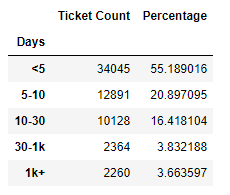 Ticket Count Percentage
Days
<5 34045 55.189016
5-10 12891 20.897095
10-30 10128 16.418104
30-1k 2364 3.832188
1k+ 2260 3.663597